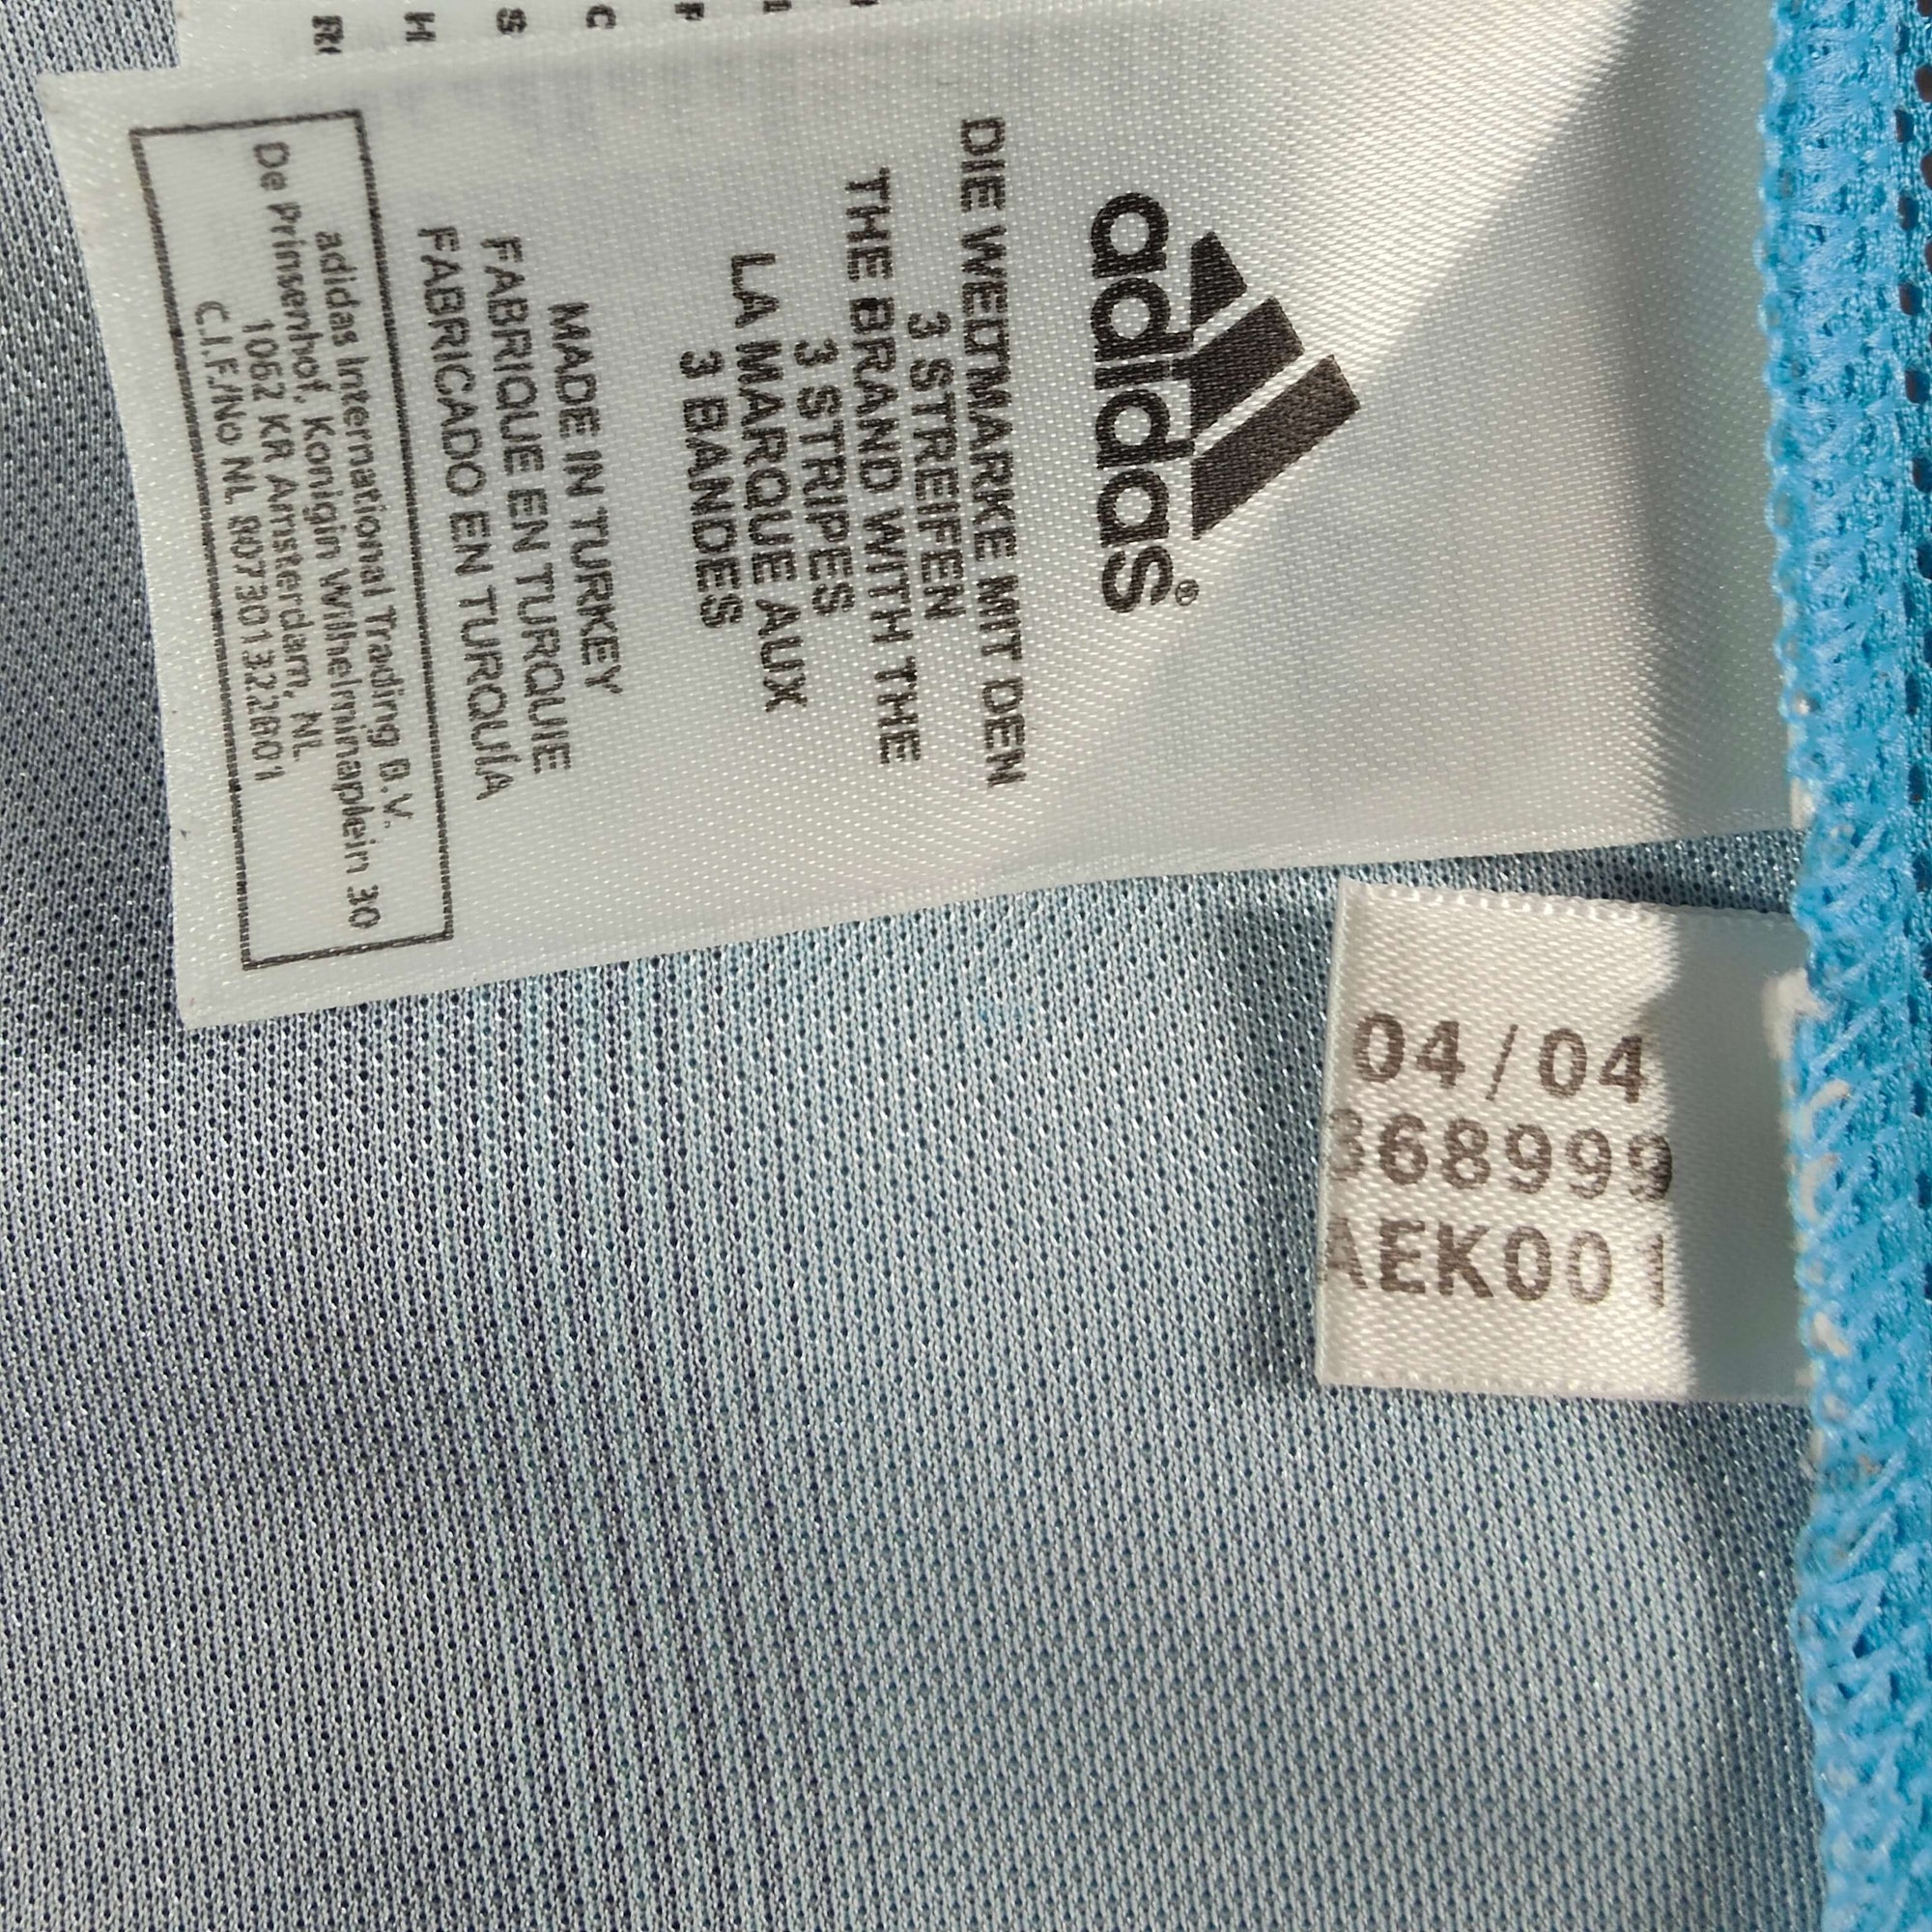 adidas®
DIE WELTMARKE MIT DEN
3 STREIFEN
THE BRAND WITH THE
3 STRIPES
LA MARQUE AUX
3 BANDES
MADE IN TURKEY
FABRIQUE EN TURQUIE
FABRICADO EN TURQUÍA
adidas International Trading B.V.
De Prinsenhof, Konigin Wilhelminaplein 30
1062 KR Amsterdam, NL
C.I.F./No NL 807301322B01
04/04
368999
AEK001